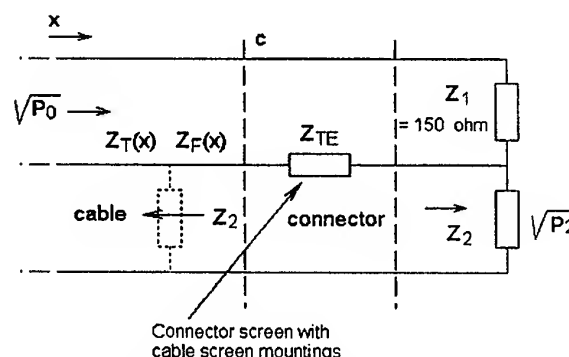 x
c
√P0
Z1
= 150 ohm
ZT(x) ZF(x)
ZTE
cable
Z2
connector
Z2
√P2
Connector screen with
cable screen mountings